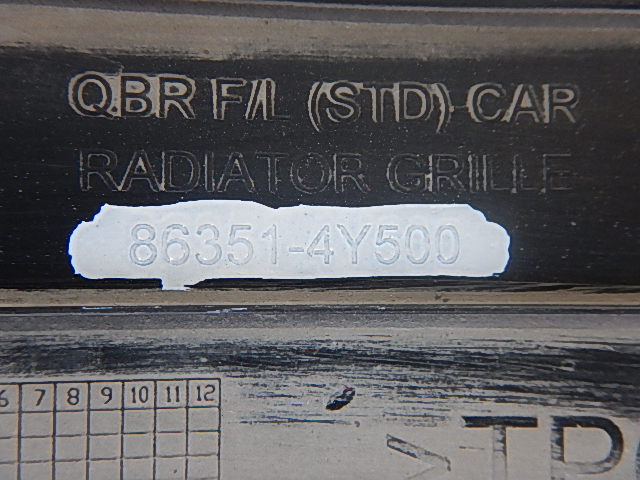 QBR F/L (STD)-CAR
RADIATOR GRILLE
86351-4Y500
6 7 8 9 10 11 12